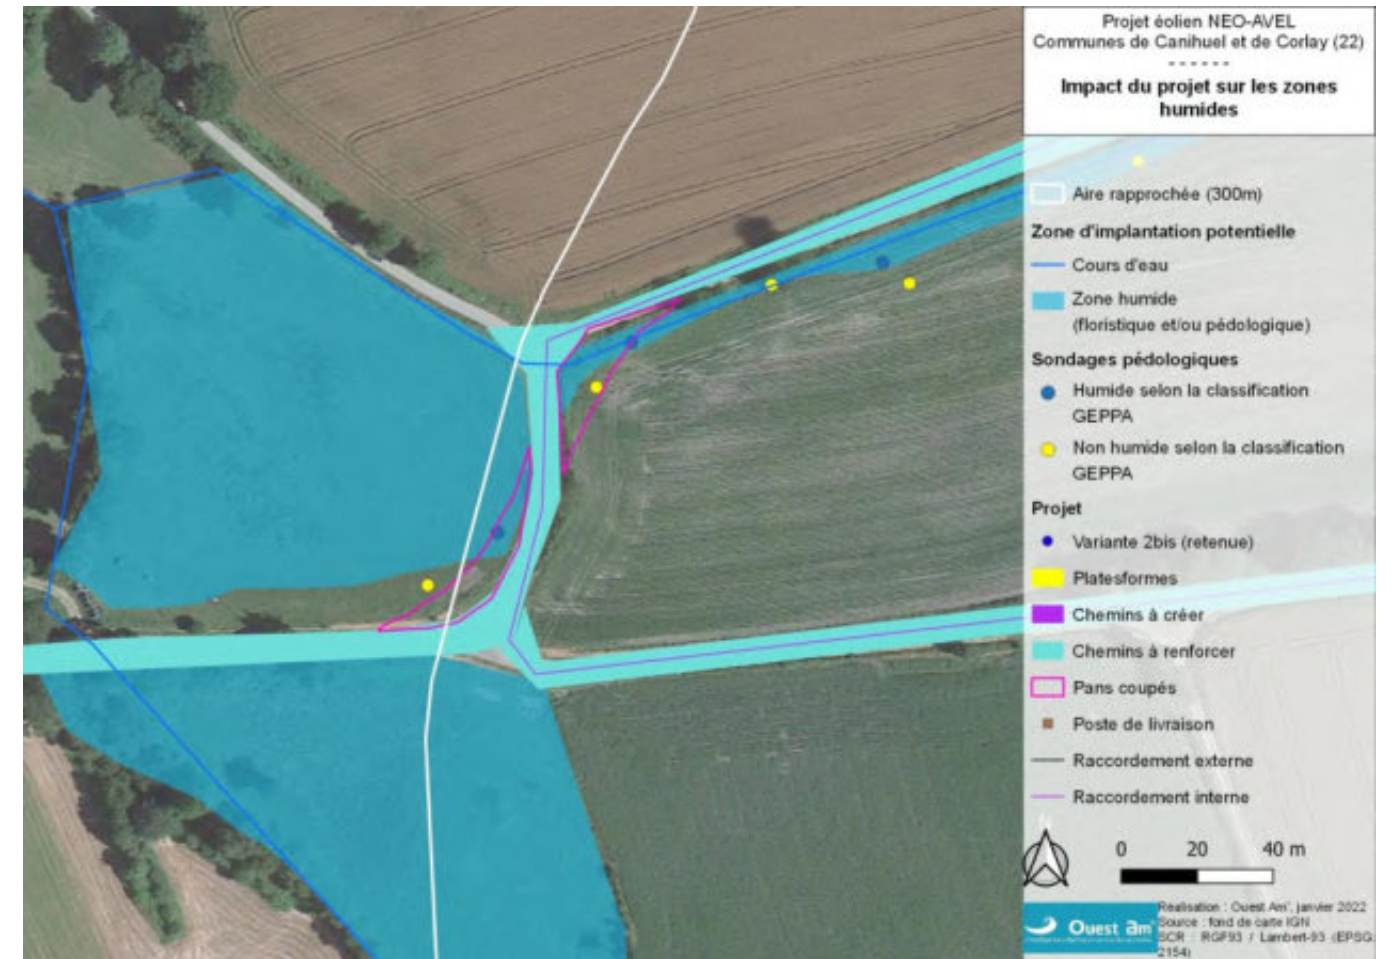 Projet éolien NEO-AVEL
Communes de Canihuel et de Corlay (22)
- - - - - -
Impact du projet sur les zones
humides
Aire rapprochée (300m)
Zone d'implantation potentielle
Cours d'eau
Zone humide
(floristique et/ou pédologique)
Sondages pédologiques
Humide selon la classification
GEPPA
Non humide selon la classification
GEPPA
Projet
Variante 2bis (retenue)
Platesformes
Chemins à créer
Chemins à renforcer
Pans coupés
Poste de livraison
Raccordement externe
Raccordement interne
N
0 20 40 m
Ouest am'
Réalisation : Ouest Am', janvier 2022
Source : fond de carte IGN
SCR : RGF93 / Lambert-93 (EPSG:
2154)